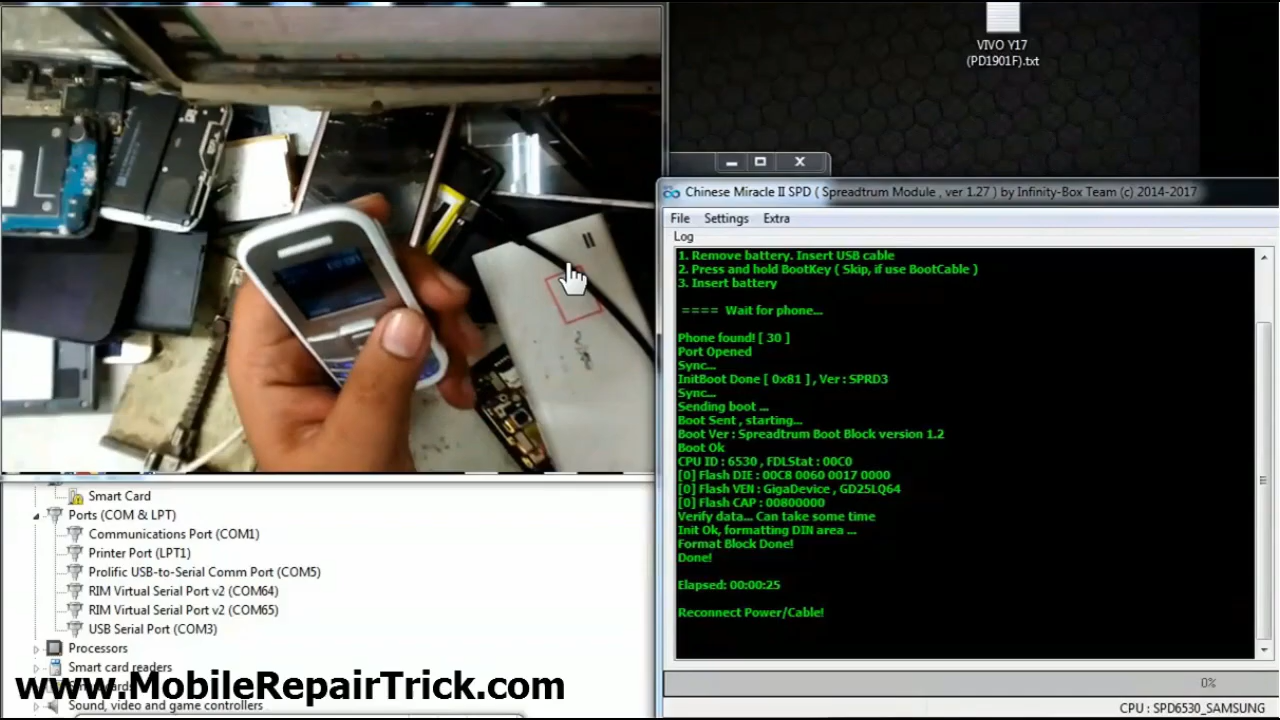 VIVO Y17
(PD1901F).txt
Chinese Miracle II SPD ( Spreadtrum Module , ver 1.27 ) by Infinity-Box Team (c) 2014-2017
File Settings Extra
Log
1. Remove battery. Insert USB cable
2. Press and hold BootKey ( Skip, if use BootCable )
3. Insert battery
==== Wait for phone...
Phone found! [ 30 ]
Port Opened
Sync...
InitBoot Done [ 0x81 ] , Ver : SPRD3
Sync...
Sending boot ...
Boot Sent , starting...
Boot Ver : Spreadtrum Boot Block version 1.2
Boot Ok
CPU ID : 6530 , FDLStat : 00C0
[0] Flash DIE : 00C8 0060 0017 0000
[0] Flash VEN : GigaDevice , GD25LQ64
[0] Flash CAP : 00800000
Verify data... Can take some time
Init Ok, formatting DIN area ...
Format Block Done!
Done!
Elapsed: 00:00:25
Reconnect Power/Cable!
0%
CPU : SPD6530_SAMSUNG
Smart Card
Ports (COM & LPT)
Communications Port (COM1)
Printer Port (LPT1)
Prolific USB-to-Serial Comm Port (COM5)
RIM Virtual Serial Port v2 (COM64)
RIM Virtual Serial Port v2 (COM65)
USB Serial Port (COM3)
Processors
Smart card readers
www.MobileRepairTrick.com
Sound, video and game controllers